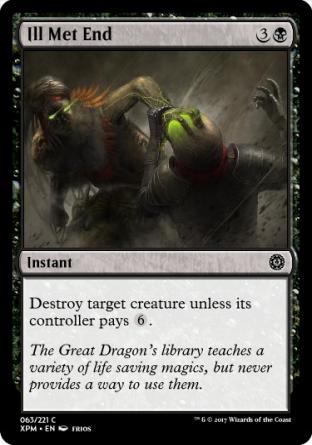 Ill Met End 3
Instant
Destroy target creature unless its
controller pays 6.
The Great Dragon's library teaches a
variety of life saving magics, but never
provides a way to use them.
063/221 C
XPM • EN FRIOS
™ & © 2017 Wizards of the Coast